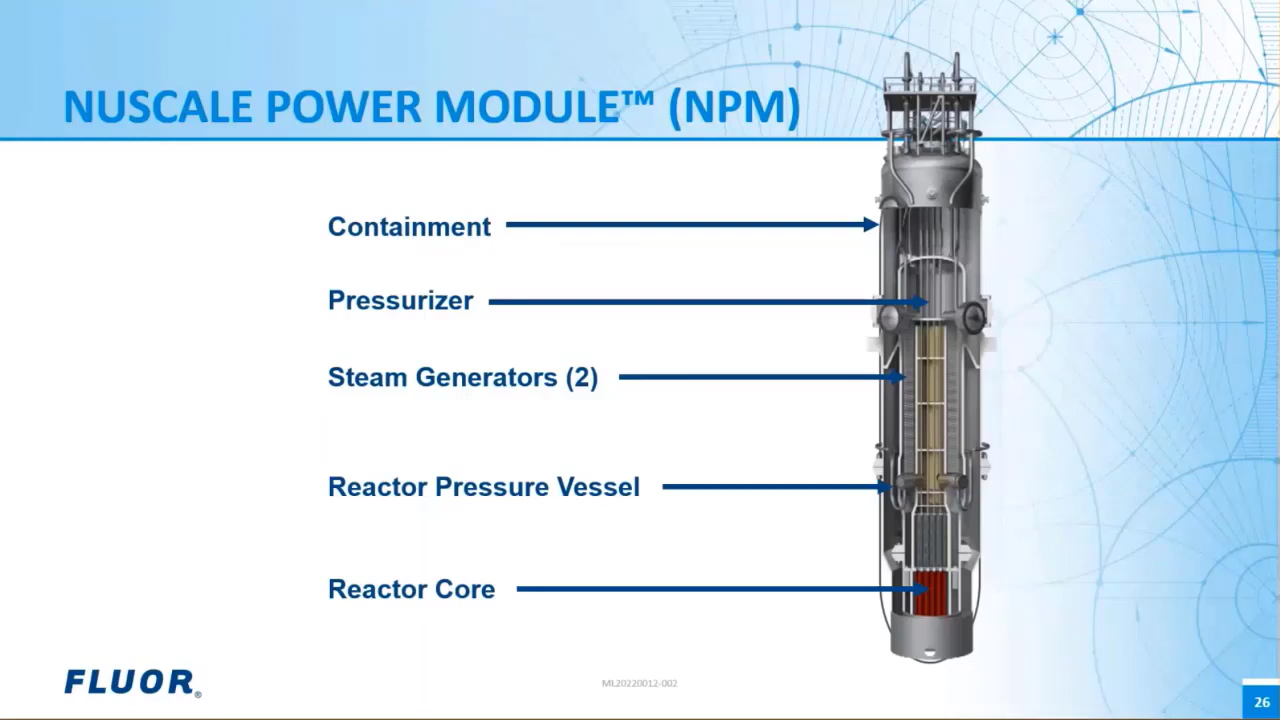 NUSCALE POWER MODULE™ (NPM)
Containment
Pressurizer
Steam Generators (2)
Reactor Pressure Vessel
Reactor Core
FLUOR®
ML20220012-002
26